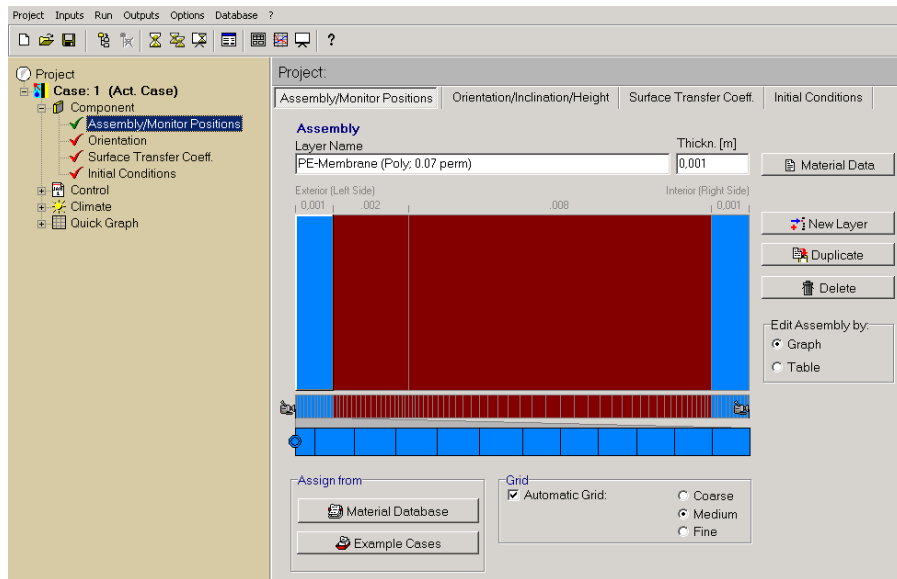 Project Inputs Run Outputs Options Database ?
?
Project
Case: 1 (Act. Case)
Component
Assembly/Monitor Positions
Orientation
Surface Transfer Coeff.
Initial Conditions
Control
Climate
Quick Graph
Project:
Assembly/Monitor Positions Orientation/Inclination/Height Surface Transfer Coeff. Initial Conditions
Assembly
Layer Name Thickn. [m]
PE-Membrane (Poly; 0.07 perm) 0,001
Material Data
Exterior (Left Side) Interior (Right Side)
0,001 .002 .008 0,001
New Layer
Duplicate
Delete
Edit Assembly by:
Graph
Table
Assign from
Material Database
Example Cases
Grid
Automatic Grid:
Coarse
Medium
Fine